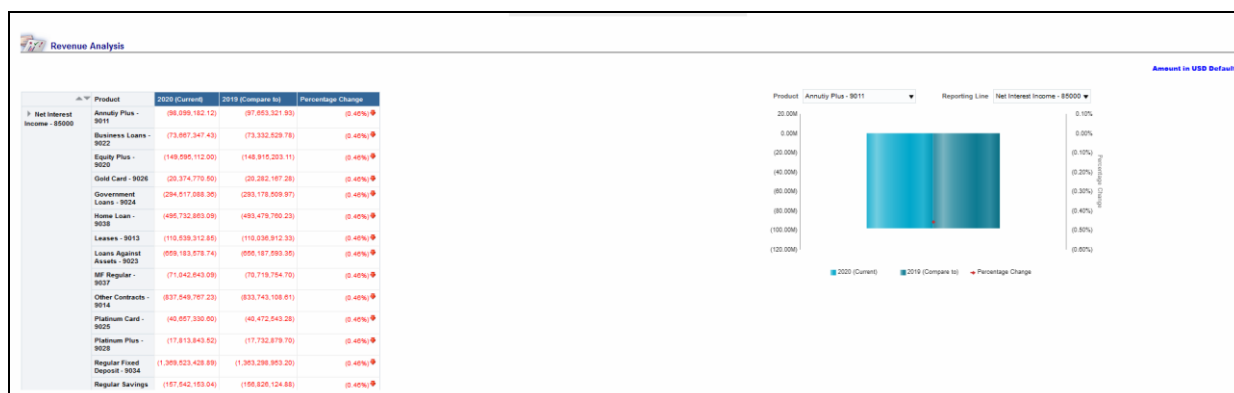 Revenue Analysis
Amount in USD Default
Product 2020 (Current) 2019 (Compare to) Percentage Change
Net Interest Income - 85000
Annutiy Plus - 9011 (98,099,182.12) (97,653,321.93) (0.46%)
Business Loans - 9022 (73,667,347.43) (73,332,529.78) (0.46%)
Equity Plus - 9020 (149,595,112.00) (148,915,203.11) (0.46%)
Gold Card - 9026 (20,374,770.50) (20,282,167.28) (0.46%)
Government Loans - 9024 (294,517,088.36) (293,178,509.97) (0.46%)
Home Loan - 9038 (495,732,863.09) (493,479,760.23) (0.46%)
Leases - 9013 (110,539,312.85) (110,036,912.33) (0.46%)
Loans Against Assets - 9023 (669,183,578.74) (666,187,593.35) (0.46%)
MF Regular - 9037 (71,042,643.09) (70,719,754.70) (0.46%)
Other Contracts - 9014 (837,549,767.23) (833,743,108.61) (0.46%)
Platinum Card - 9025 (40,657,330.60) (40,472,543.28) (0.46%)
Platinum Plus - 9028 (17,813,843.52) (17,732,879.70) (0.46%)
Regular Fixed Deposit - 9034 (1,369,523,428.89) (1,363,298,953.20) (0.46%)
Regular Savings (157,542,153.04) (156,826,124.88) (0.46%)
Product Annutiy Plus - 9011 Reporting Line Net Interest Income - 85000
20.00M 0.10%
0.00M 0.00%
(20.00M) (0.10%)
(40.00M) (0.20%)
(60.00M) (0.30%)
(80.00M) (0.40%)
(100.00M) (0.50%)
(120.00M) (0.60%)
Percentage Change
2020 (Current) 2019 (Compare to) Percentage Change